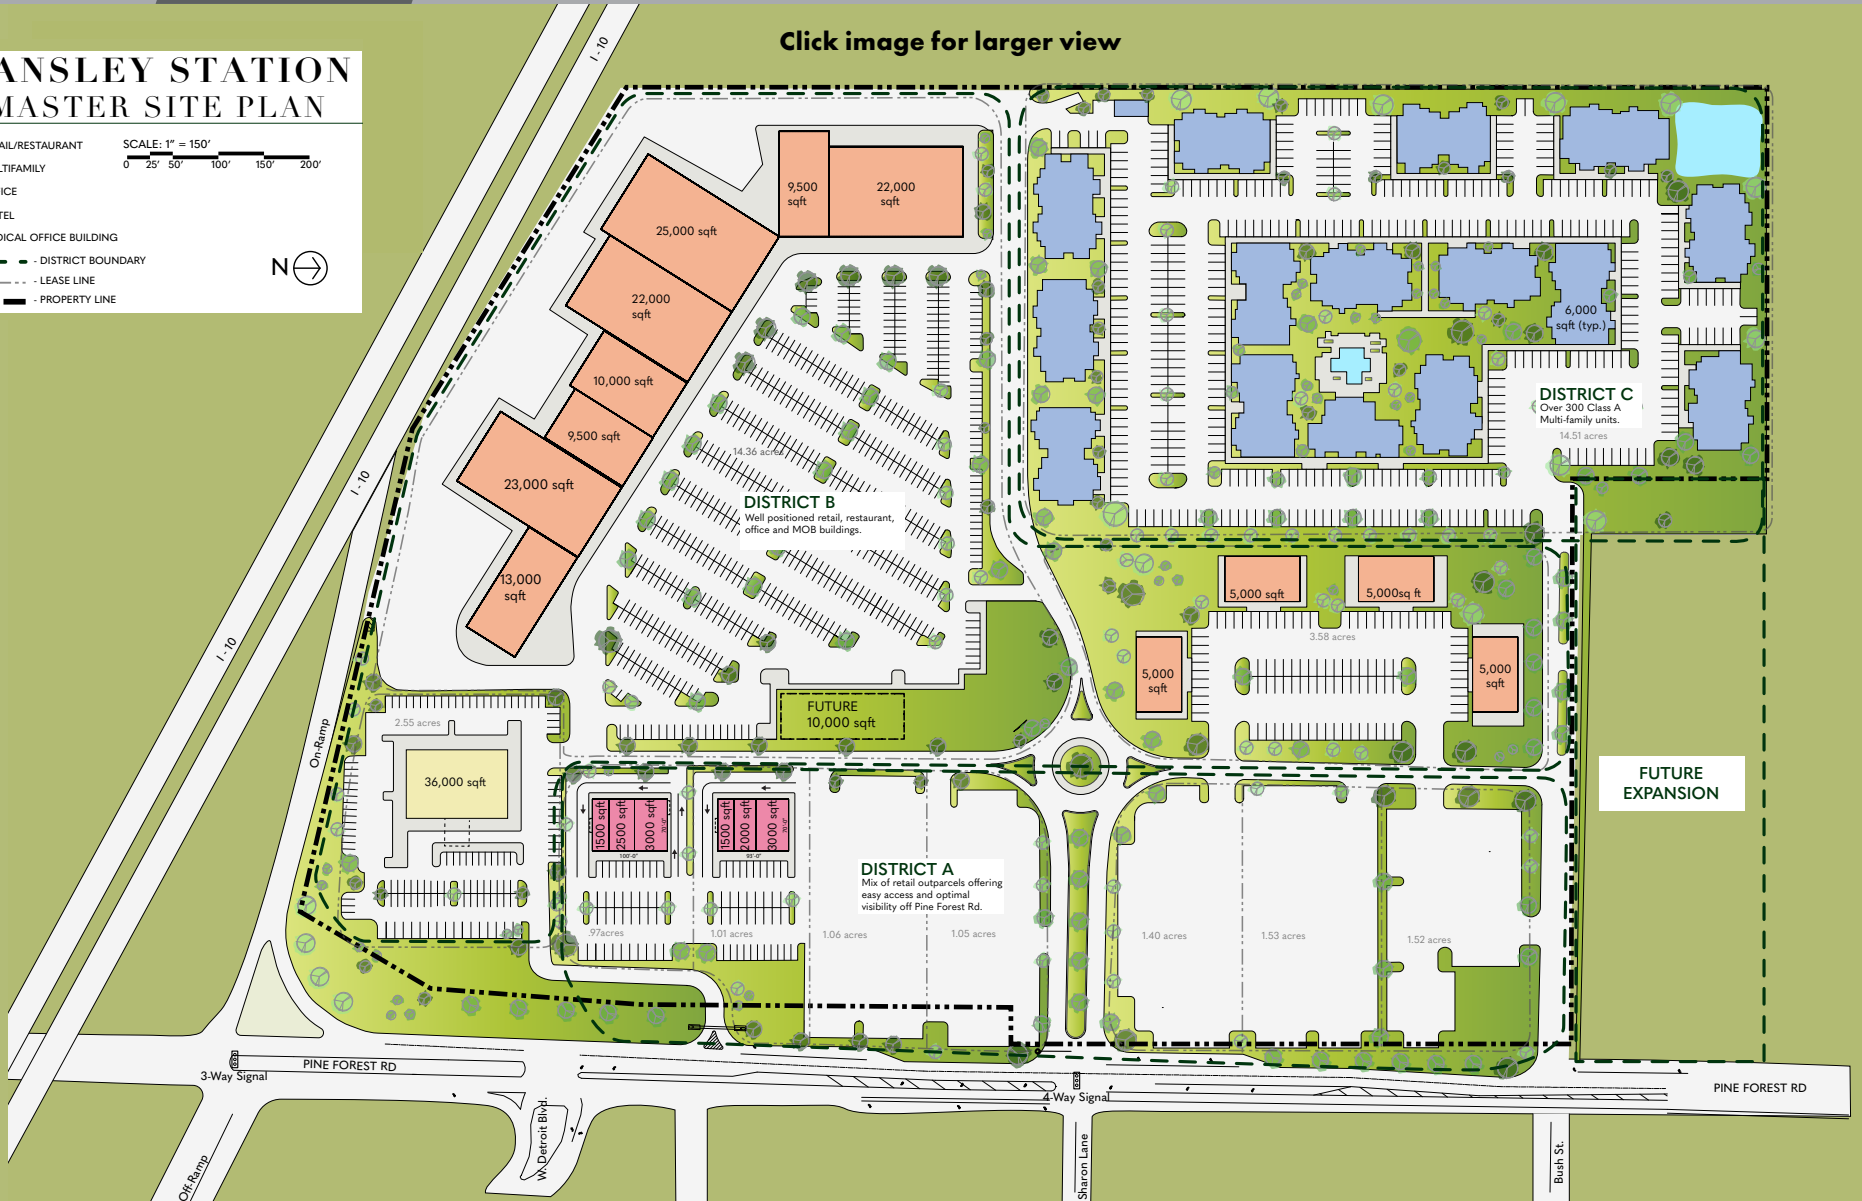 Click image for larger view
ANSLEY STATION
MASTER SITE PLAN
AIL/RESTAURANT
LTIFAMILY
ICE
TEL
DICAL OFFICE BUILDING
- DISTRICT BOUNDARY
- LEASE LINE
- PROPERTY LINE
SCALE: 1" = 150'
0 25' 50' 100' 150' 200'
N
I - 10
I - 10
I - 10
On-Ramp
Off-Ramp
9,500
sqft
22,000
sqft
25,000 sqft
22,000
sqft
10,000 sqft
9,500 sqft
23,000 sqft
13,000
sqft
14.36 acres
DISTRICT B
Well positioned retail, restaurant,
office and MOB buildings.
FUTURE
10,000 sqft
6,000
sqft (typ.)
DISTRICT C
Over 300 Class A
Multi-family units.
14.51 acres
5,000 sqft
5,000sq ft
3.58 acres
5,000
sqft
5,000
sqft
FUTURE
EXPANSION
2.55 acres
36,000 sqft
1500 sqft
2500 sqft
3000 sqft
70'-0"
100'-0"
1500 sqft
2000 sqft
3000 sqft
70'-0"
93'-0"
DISTRICT A
Mix of retail outparcels offering
easy access and optimal
visibility off Pine Forest Rd.
.97acres
1.01 acres
1.06 acres
1.05 acres
1.40 acres
1.53 acres
1.52 acres
3-Way Signal
PINE FOREST RD
4-Way Signal
PINE FOREST RD
W. Detroit Blvd.
Sharon Lane
Bush St.